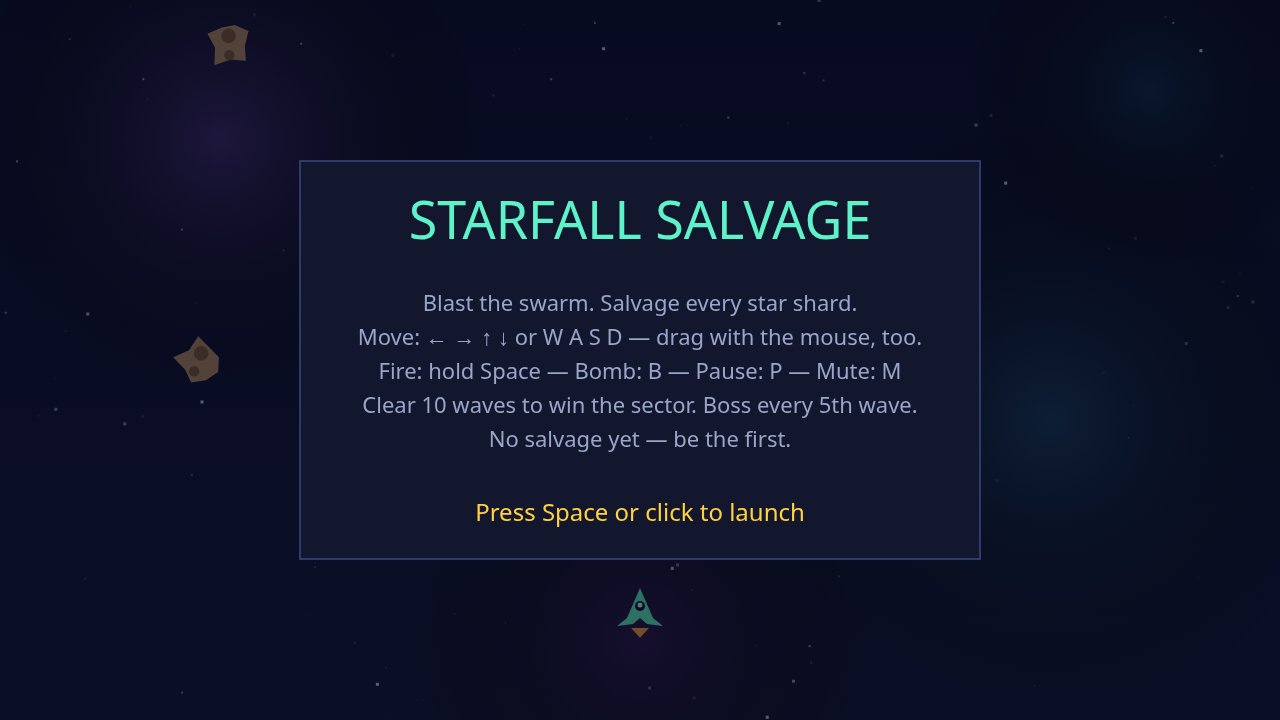 STARFALL SALVAGE
Blast the swarm. Salvage every star shard.
Move: ← → ↑ ↓ or W A S D — drag with the mouse, too.
Fire: hold Space — Bomb: B — Pause: P — Mute: M
Clear 10 waves to win the sector. Boss every 5th wave.
No salvage yet — be the first.
Press Space or click to launch